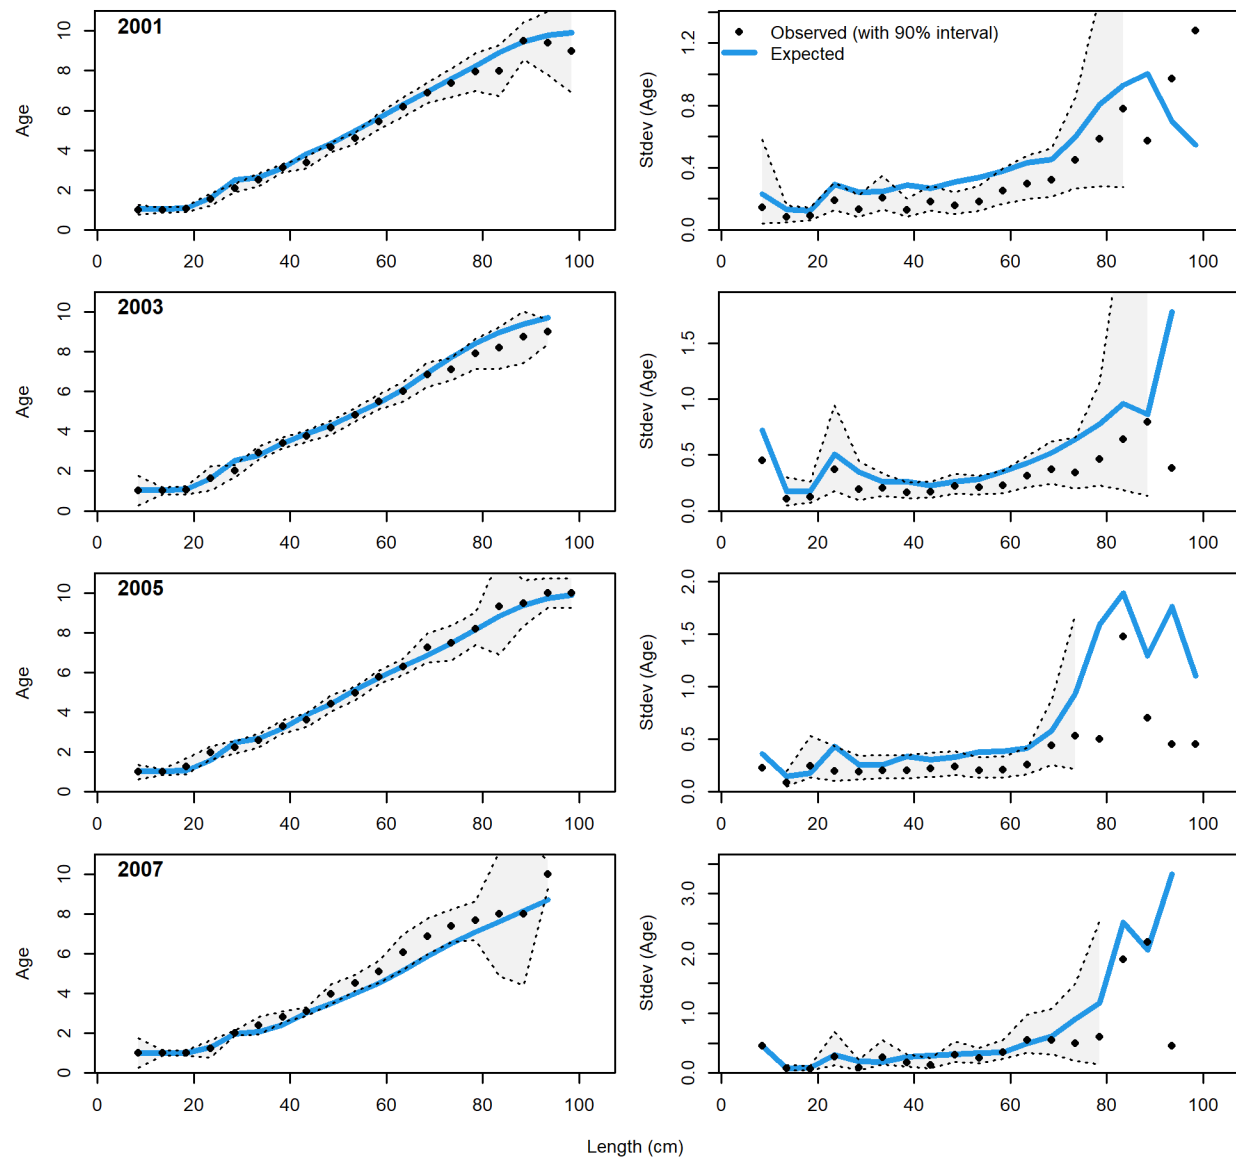 2001
Age
0 2 4 6 8 10
0 20 40 60 80 100
Observed (with 90% interval)
Expected
Stdev (Age)
0.0 0.4 0.8 1.2
0 20 40 60 80 100
2003
Age
0 2 4 6 8 10
0 20 40 60 80 100
Stdev (Age)
0.0 0.5 1.0 1.5
0 20 40 60 80 100
2005
Age
0 2 4 6 8 10
0 20 40 60 80 100
Stdev (Age)
0.0 0.5 1.0 1.5 2.0
0 20 40 60 80 100
2007
Age
0 2 4 6 8 10
0 20 40 60 80 100
Stdev (Age)
0.0 1.0 2.0 3.0
0 20 40 60 80 100
Length (cm)